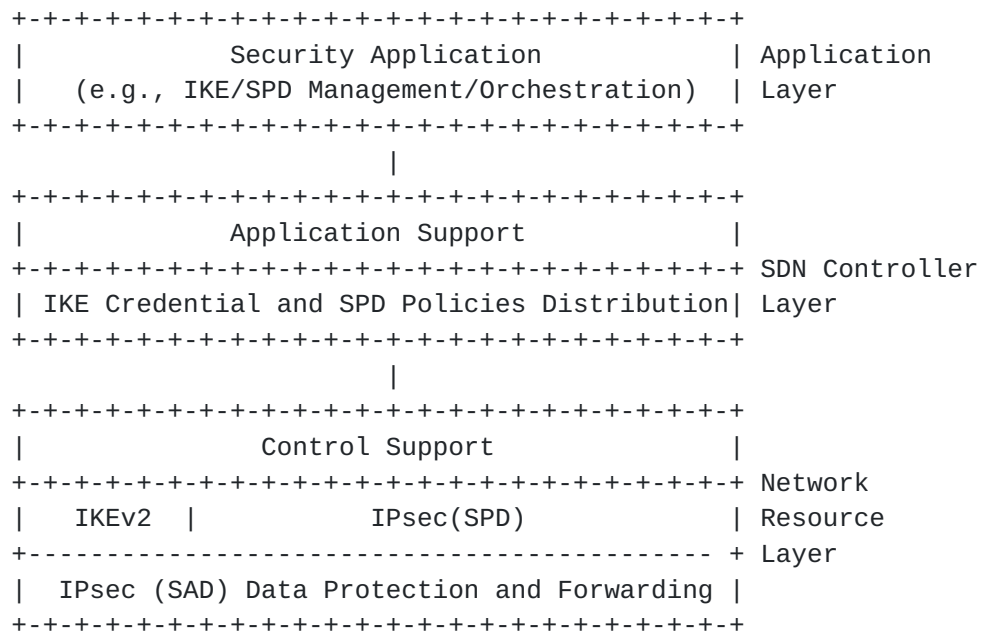 +-+-+-+-+-+-+-+-+-+-+-+-+-+-+-+-+-+-+-+-+-+-+-+
|             Security Application            | Application
|   (e.g., IKE/SPD Management/Orchestration)  | Layer
+-+-+-+-+-+-+-+-+-+-+-+-+-+-+-+-+-+-+-+-+-+-+-+
                        |
+-+-+-+-+-+-+-+-+-+-+-+-+-+-+-+-+-+-+-+-+-+-+-+
|             Application Support             |
+-+-+-+-+-+-+-+-+-+-+-+-+-+-+-+-+-+-+-+-+-+-+-+ SDN Controller
| IKE Credential and SPD Policies Distribution| Layer
+-+-+-+-+-+-+-+-+-+-+-+-+-+-+-+-+-+-+-+-+-+-+-+
                        |
+-+-+-+-+-+-+-+-+-+-+-+-+-+-+-+-+-+-+-+-+-+-+-+
|               Control Support               |
+-+-+-+-+-+-+-+-+-+-+-+-+-+-+-+-+-+-+-+-+-+-+-+ Network
|   IKEv2  |           IPsec(SPD)             | Resource
+-------------------------------------------- + Layer
|  IPsec (SAD) Data Protection and Forwarding |
+-+-+-+-+-+-+-+-+-+-+-+-+-+-+-+-+-+-+-+-+-+-+-+